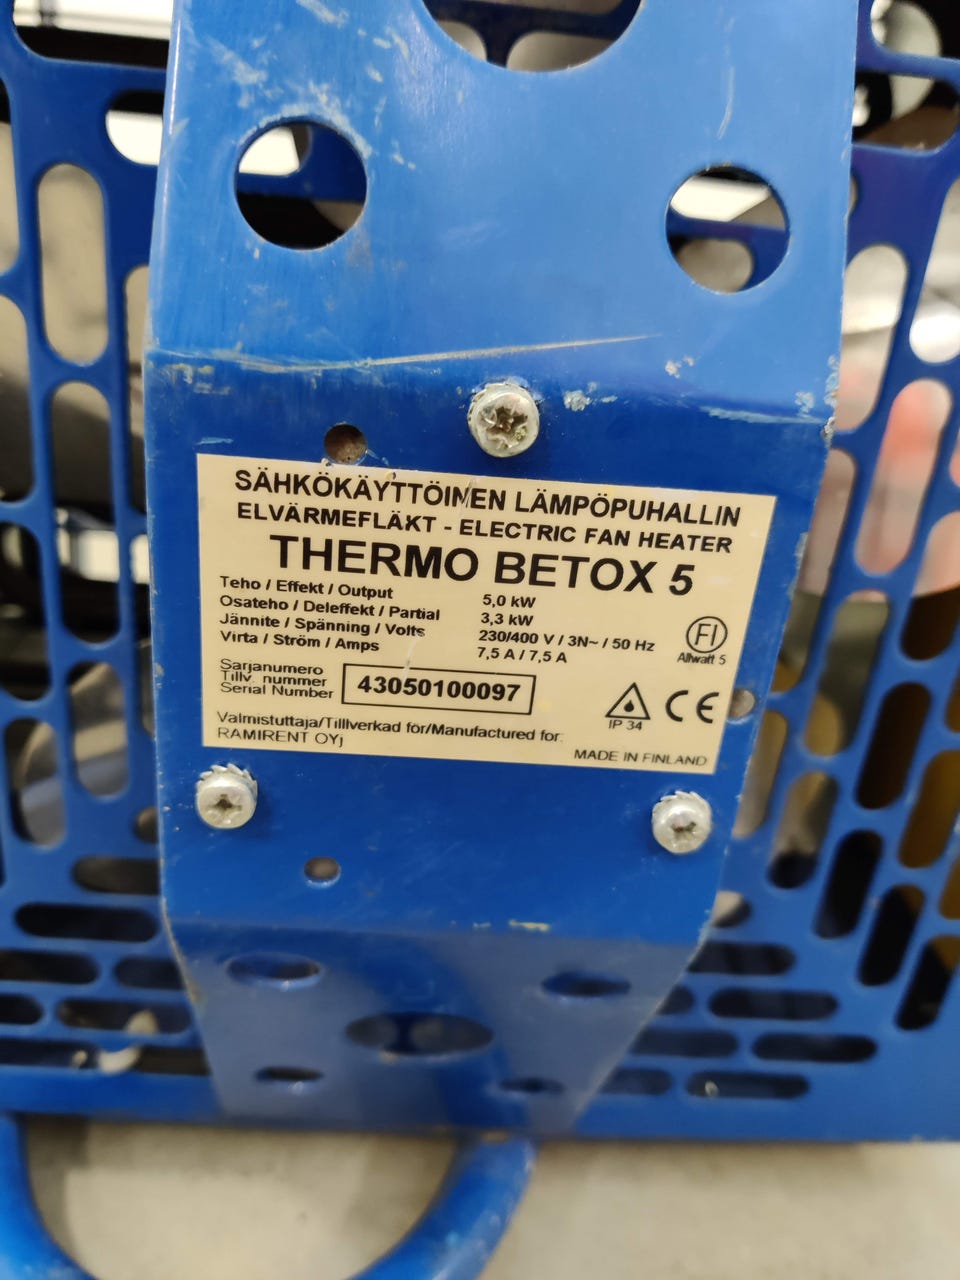 SÄHKÖKÄYTTÖINEN LÄMPÖPUHALLIN
ELVÄRMEFLÄKT - ELECTRIC FAN HEATER
THERMO BETOX 5
Teho / Effekt / Output 5,0 kW
Osateho / Deleffekt / Partial 3,3 kW
Jännite / Spänning / Volts 230/400 V / 3N~ / 50 Hz
Virta / Ström / Amps 7,5 A / 7,5 A
FI
Allwatt 5
Sarjanumero
Tillv. nummer
Serial Number
43050100097
IP 34
CE
Valmistuttaja/Tilllverkad för/Manufactured for:
RAMIRENT OYj
MADE IN FINLAND